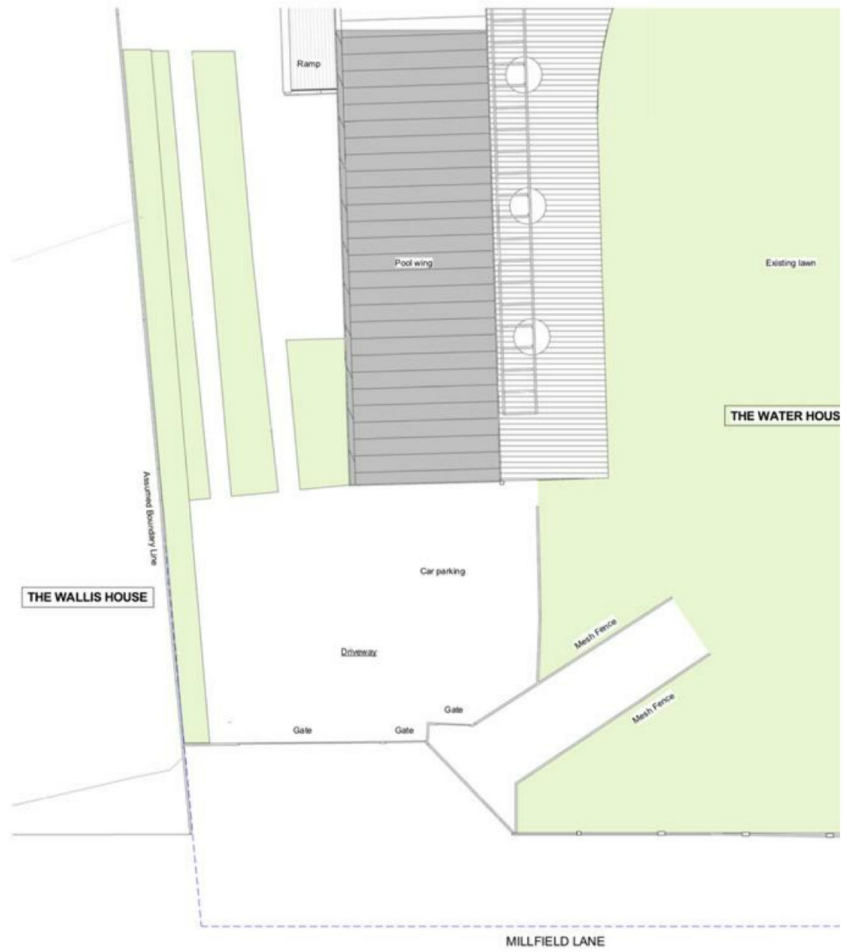 Ramp
Pool wing
Existing lawn
THE WATER HOUS
Assumed Boundary Line
Car parking
THE WALLIS HOUSE
Mesh Fence
Driveway
Mesh Fence
Gate
Gate
Gate
MILLFIELD LANE